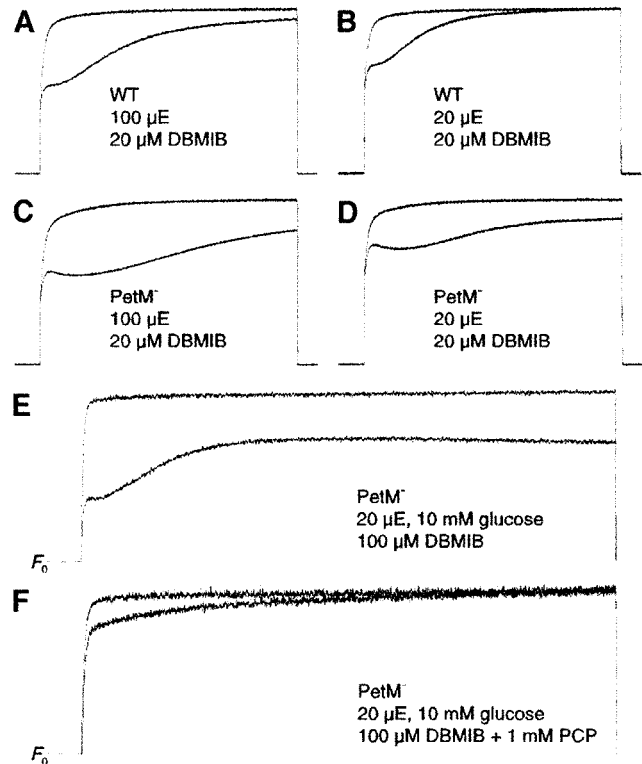 A
WT
100 µE
20 µM DBMIB
B
WT
20 µE
20 µM DBMIB
C
PetM⁻
100 µE
20 µM DBMIB
D
PetM⁻
20 µE
20 µM DBMIB
E
PetM⁻
20 µE, 10 mM glucose
100 µM DBMIB
F₀
F
PetM⁻
20 µE, 10 mM glucose
100 µM DBMIB + 1 mM PCP
F₀